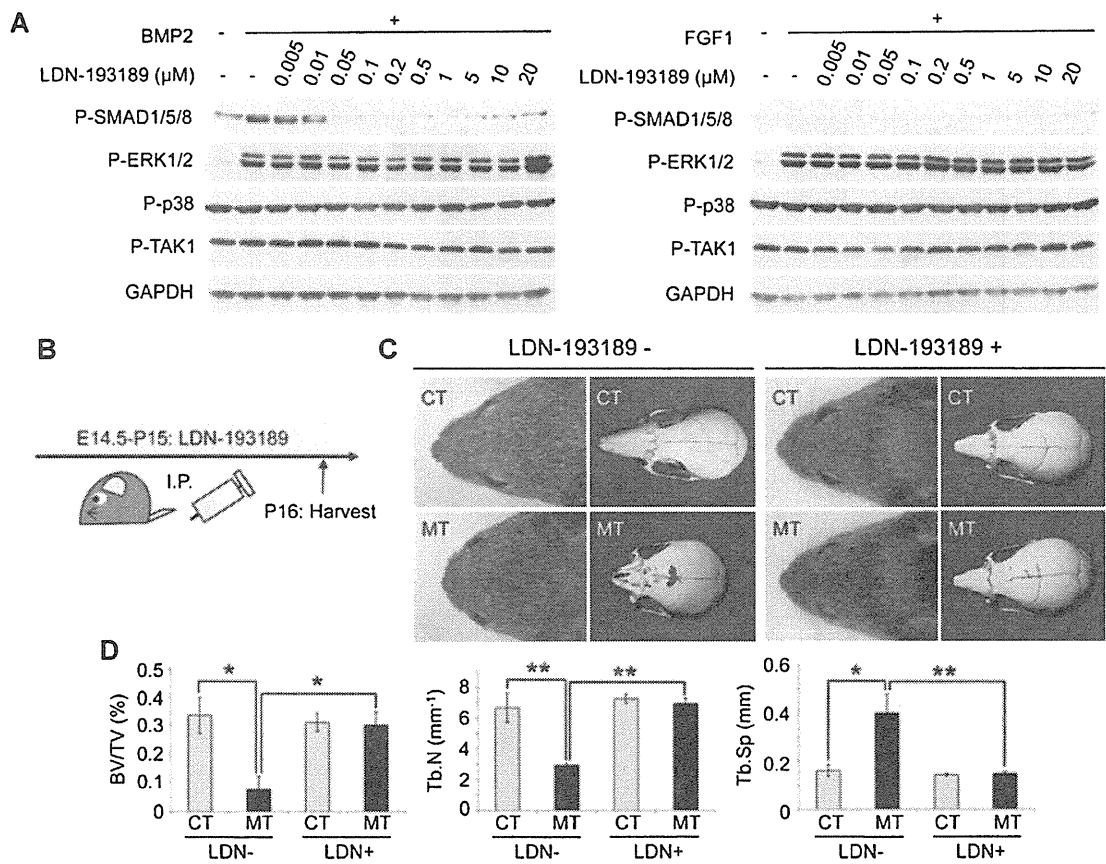 A
BMP2 - +
LDN-193189 (µM) - - 0.005 0.01 0.05 0.1 0.2 0.5 1 5 10 20
P-SMAD1/5/8
P-ERK1/2
P-p38
P-TAK1
GAPDH
FGF1 - +
LDN-193189 (µM) - - 0.005 0.01 0.05 0.1 0.2 0.5 1 5 10 20
P-SMAD1/5/8
P-ERK1/2
P-p38
P-TAK1
GAPDH
B
E14.5-P15: LDN-193189
I.P.
P16: Harvest
C
LDN-193189 -
LDN-193189 +
CT CT CT CT
MT MT MT MT
D
BV/TV (%)
0.5
0.4
0.3
0.2
0.1
0
* *
CT MT CT MT
LDN- LDN+
Tb.N (mm-1)
8
6
4
2
0
** **
CT MT CT MT
LDN- LDN+
Tb.Sp (mm)
0.6
0.4
0.2
0
* **
CT MT CT MT
LDN- LDN+